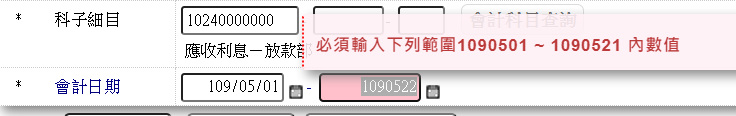 * 科子細目 10240000000 - 會計科目查詢
應收利息－放款部
必須輸入下列範圍1090501 ~ 1090521 內數值
* 會計日期 109/05/01 - 1090522